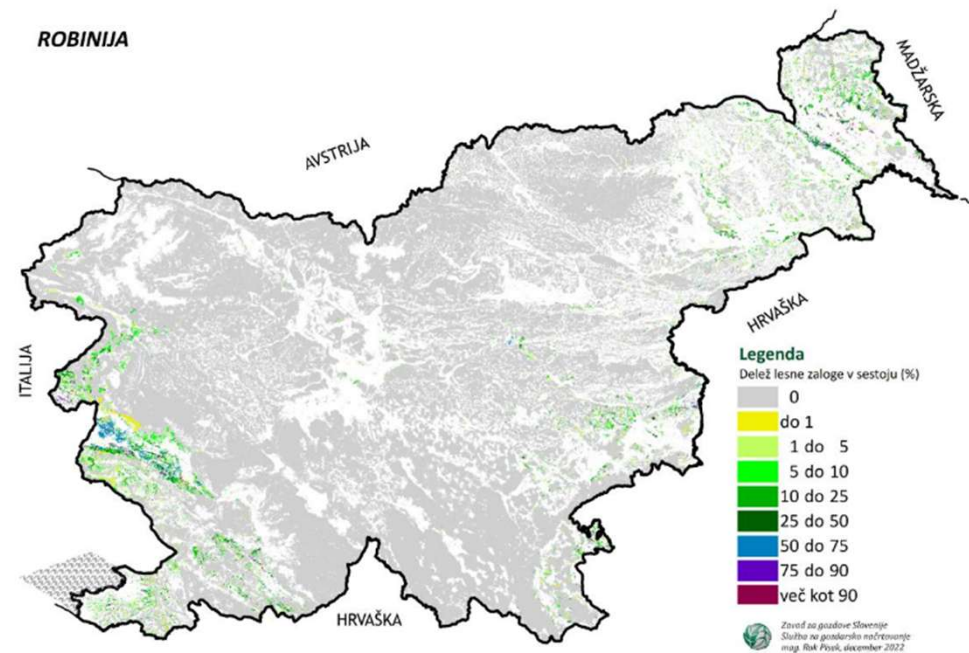 ROBINIJA
MADŽARSKA
AVSTRIJA
HRVAŠKA
ITALIJA
Legenda
Delež lesne zaloge v sestoju (%)
0
do 1
1 do 5
5 do 10
10 do 25
25 do 50
50 do 75
75 do 90
več kot 90
HRVAŠKA
Zavod za gozdove Slovenije
Služba za gozdarsko načrtovanje
mag. Rok Pisek, december 2022